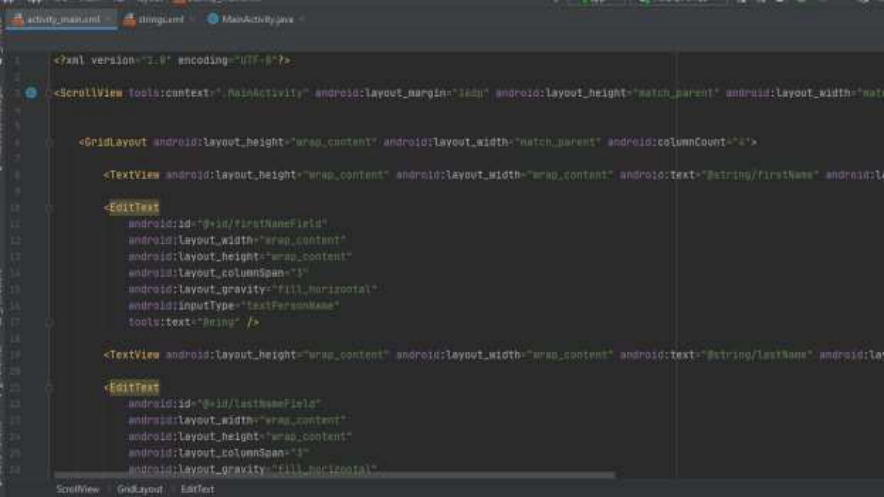 activity_main.xml strings.xml MainActivity.java
1 <?xml version="1.0" encoding="UTF-8"?>
<ScrollView tools:context=".MainActivity" android:layout_margin="16dp" android:layout_height="match_parent" android:layout_width="mat
<GridLayout android:layout_height="wrap_content" android:layout_width="match_parent" android:columnCount="4">
<TextView android:layout_height="wrap_content" android:layout_width="wrap_content" android:text="@string/firstName" android:la
<EditText
android:id="@+id/firstNameField"
android:layout_width="wrap_content"
android:layout_height="wrap_content"
android:layout_columnSpan="3"
android:layout_gravity="fill_horizontal"
android:inputType="textPersonName"
tools:text="Being" />
<TextView android:layout_height="wrap_content" android:layout_width="wrap_content" android:text="@string/lastName" android:lay
<EditText
android:id="@+id/lastNameField"
android:layout_width="wrap_content"
android:layout_height="wrap_content"
android:layout_columnSpan="3"
android:layout_gravity="fill_horizontal"
ScrollView GridLayout EditText